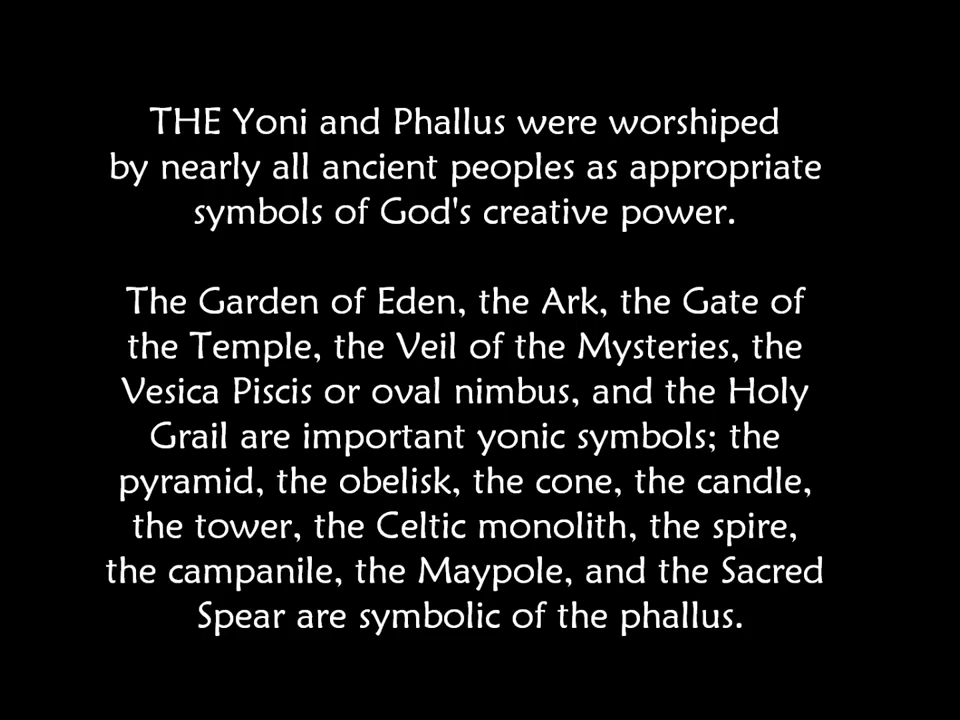 THE Yoni and Phallus were worshiped
by nearly all ancient peoples as appropriate
symbols of God's creative power.
The Garden of Eden, the Ark, the Gate of
the Temple, the Veil of the Mysteries, the
Vesica Piscis or oval nimbus, and the Holy
Grail are important yonic symbols; the
pyramid, the obelisk, the cone, the candle,
the tower, the Celtic monolith, the spire,
the campanile, the Maypole, and the Sacred
Spear are symbolic of the phallus.